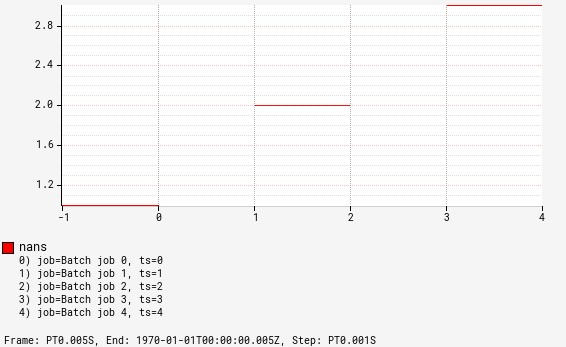 2.8
2.4
2.0
1.6
1.2
-1 0 1 2 3 4
nans
0) job=Batch job 0, ts=0
1) job=Batch job 1, ts=1
2) job=Batch job 2, ts=2
3) job=Batch job 3, ts=3
4) job=Batch job 4, ts=4
Frame: PT0.005S, End: 1970-01-01T00:00:00.005Z, Step: PT0.001S